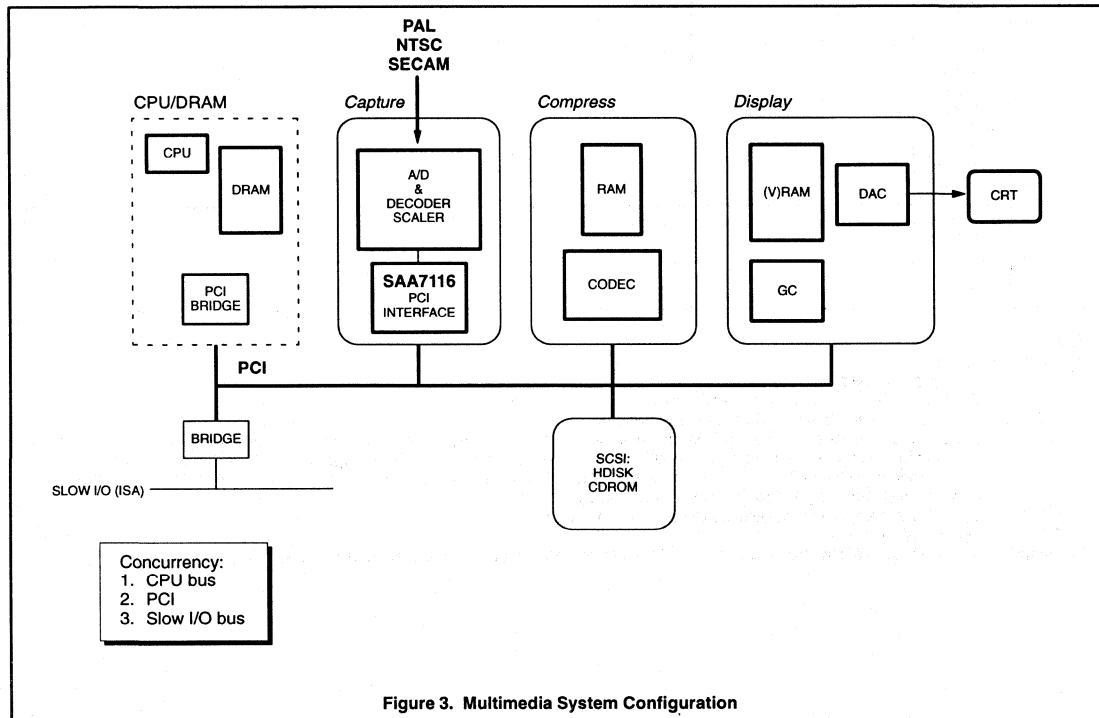 PAL
NTSC
SECAM
CPU/DRAM
Capture
Compress
Display
CPU
DRAM
PCI
BRIDGE
A/D
&
DECODER
SCALER
SAA7116
PCI
INTERFACE
RAM
CODEC
(V)RAM
DAC
GC
CRT
PCI
BRIDGE
SLOW I/O (ISA)
SCSI:
HDISK
CDROM
Concurrency:
1. CPU bus
2. PCI
3. Slow I/O bus
Figure 3. Multimedia System Configuration